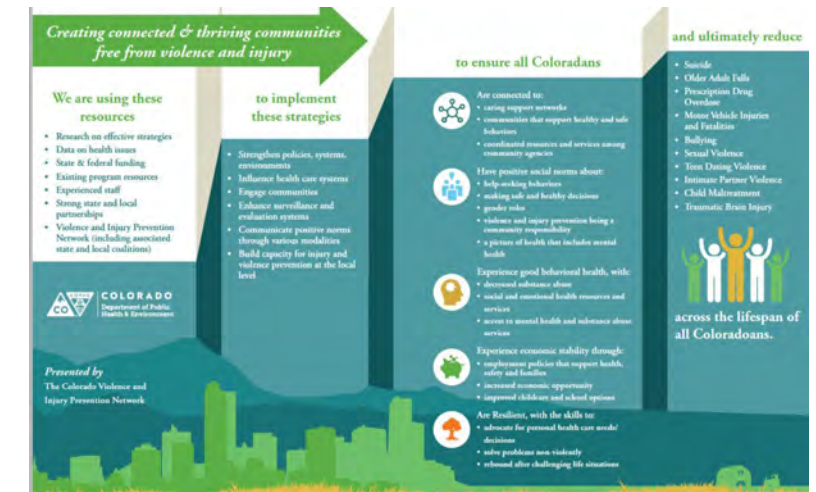 Creating connected & thriving communities
free from violence and injury
We are using these
resources
• Research on effective strategies
• Data on health issues
• State & federal funding
• Existing program resources
• Experienced staff
• Strong state and local
partnerships
• Violence and Injury Prevention
Network (including associated
state and local coalitions)
CO
COLORADO
Department of Public
Health & Environment
Presented by
The Colorado Violence and
Injury Prevention Network
to implement
these strategies
• Strengthen policies, systems,
environments
• Influence health care systems
• Engage communities
• Enhance surveillance and
evaluation systems
• Communicate positive norms
through various modalities
• Build capacity for injury and
violence prevention at the local
level
to ensure all Coloradans
Are connected to:
• caring support networks
• communities that support healthy and safe
behaviors
• coordinated resources and services among
community agencies
Have positive social norms about:
• help-seeking behaviors
• making safe and healthy decisions
• gender roles
• violence and injury prevention being a
community responsibility
• a picture of health that includes mental
health
Experience good behavioral health, with:
• decreased substance abuse
• social and emotional health resources and
services
• access to mental health and substance abuse
services
Experience economic stability through:
• employment policies that support health,
safety and families
• increased economic opportunity
• improved childcare and school options
Are Resilient, with the skills to:
• advocate for personal health care needs/
decisions
• solve problems non-violently
• rebound after challenging life situations
and ultimately reduce
• Suicide
• Older Adult Falls
• Prescription Drug
Overdose
• Motor Vehicle Injuries
and Fatalities
• Bullying
• Sexual Violence
• Teen Dating Violence
• Intimate Partner Violence
• Child Maltreatment
• Traumatic Brain Injury
across the lifespan of
all Coloradoans.